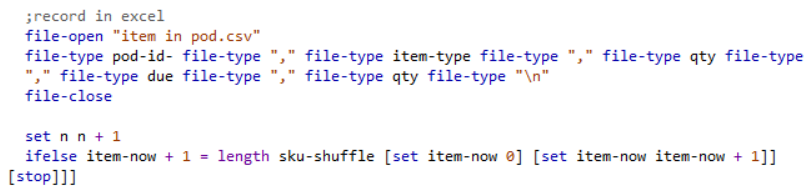 ;record in excel
file-open "item in pod.csv"
file-type pod-id- file-type "," file-type item-type file-type "," file-type qty file-type
"," file-type due file-type "," file-type qty file-type "\n"
file-close
set n n + 1
ifelse item-now + 1 = length sku-shuffle [set item-now 0] [set item-now item-now + 1]]
[stop]]]